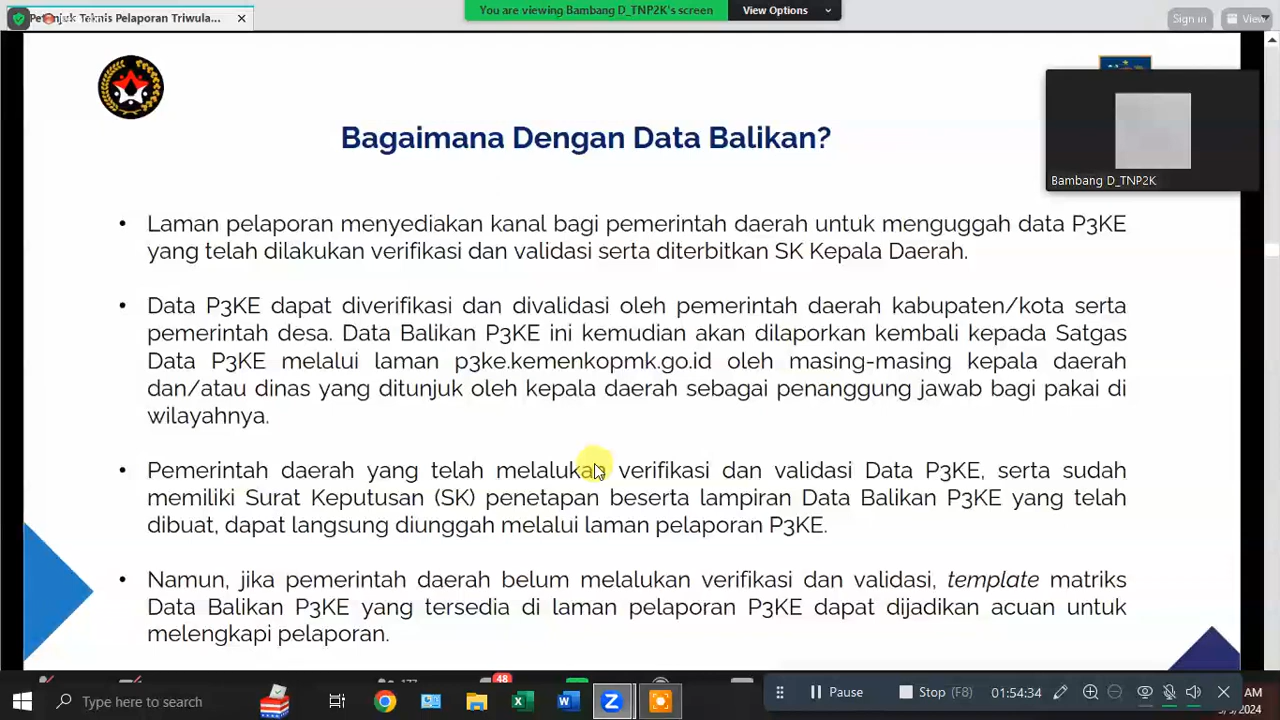 Petunjuk Teknis Pelaporan Triwula...
You are viewing Bambang D_TNP2K's screen
View Options
Sign in
View
Bambang D_TNP2K
Bagaimana Dengan Data Balikan?
• Laman pelaporan menyediakan kanal bagi pemerintah daerah untuk menguggah data P3KE
yang telah dilakukan verifikasi dan validasi serta diterbitkan SK Kepala Daerah.
• Data P3KE dapat diverifikasi dan divalidasi oleh pemerintah daerah kabupaten/kota serta
pemerintah desa. Data Balikan P3KE ini kemudian akan dilaporkan kembali kepada Satgas
Data P3KE melalui laman p3ke.kemenkopmk.go.id oleh masing-masing kepala daerah
dan/atau dinas yang ditunjuk oleh kepala daerah sebagai penanggung jawab bagi pakai di
wilayahnya.
• Pemerintah daerah yang telah melalukan verifikasi dan validasi Data P3KE, serta sudah
memiliki Surat Keputusan (SK) penetapan beserta lampiran Data Balikan P3KE yang telah
dibuat, dapat langsung diunggah melalui laman pelaporan P3KE.
• Namun, jika pemerintah daerah belum melalukan verifikasi dan validasi, template matriks
Data Balikan P3KE yang tersedia di laman pelaporan P3KE dapat dijadikan acuan untuk
melengkapi pelaporan.
48
Type here to search
Pause
Stop (F8)
01:54:34
AM
2024